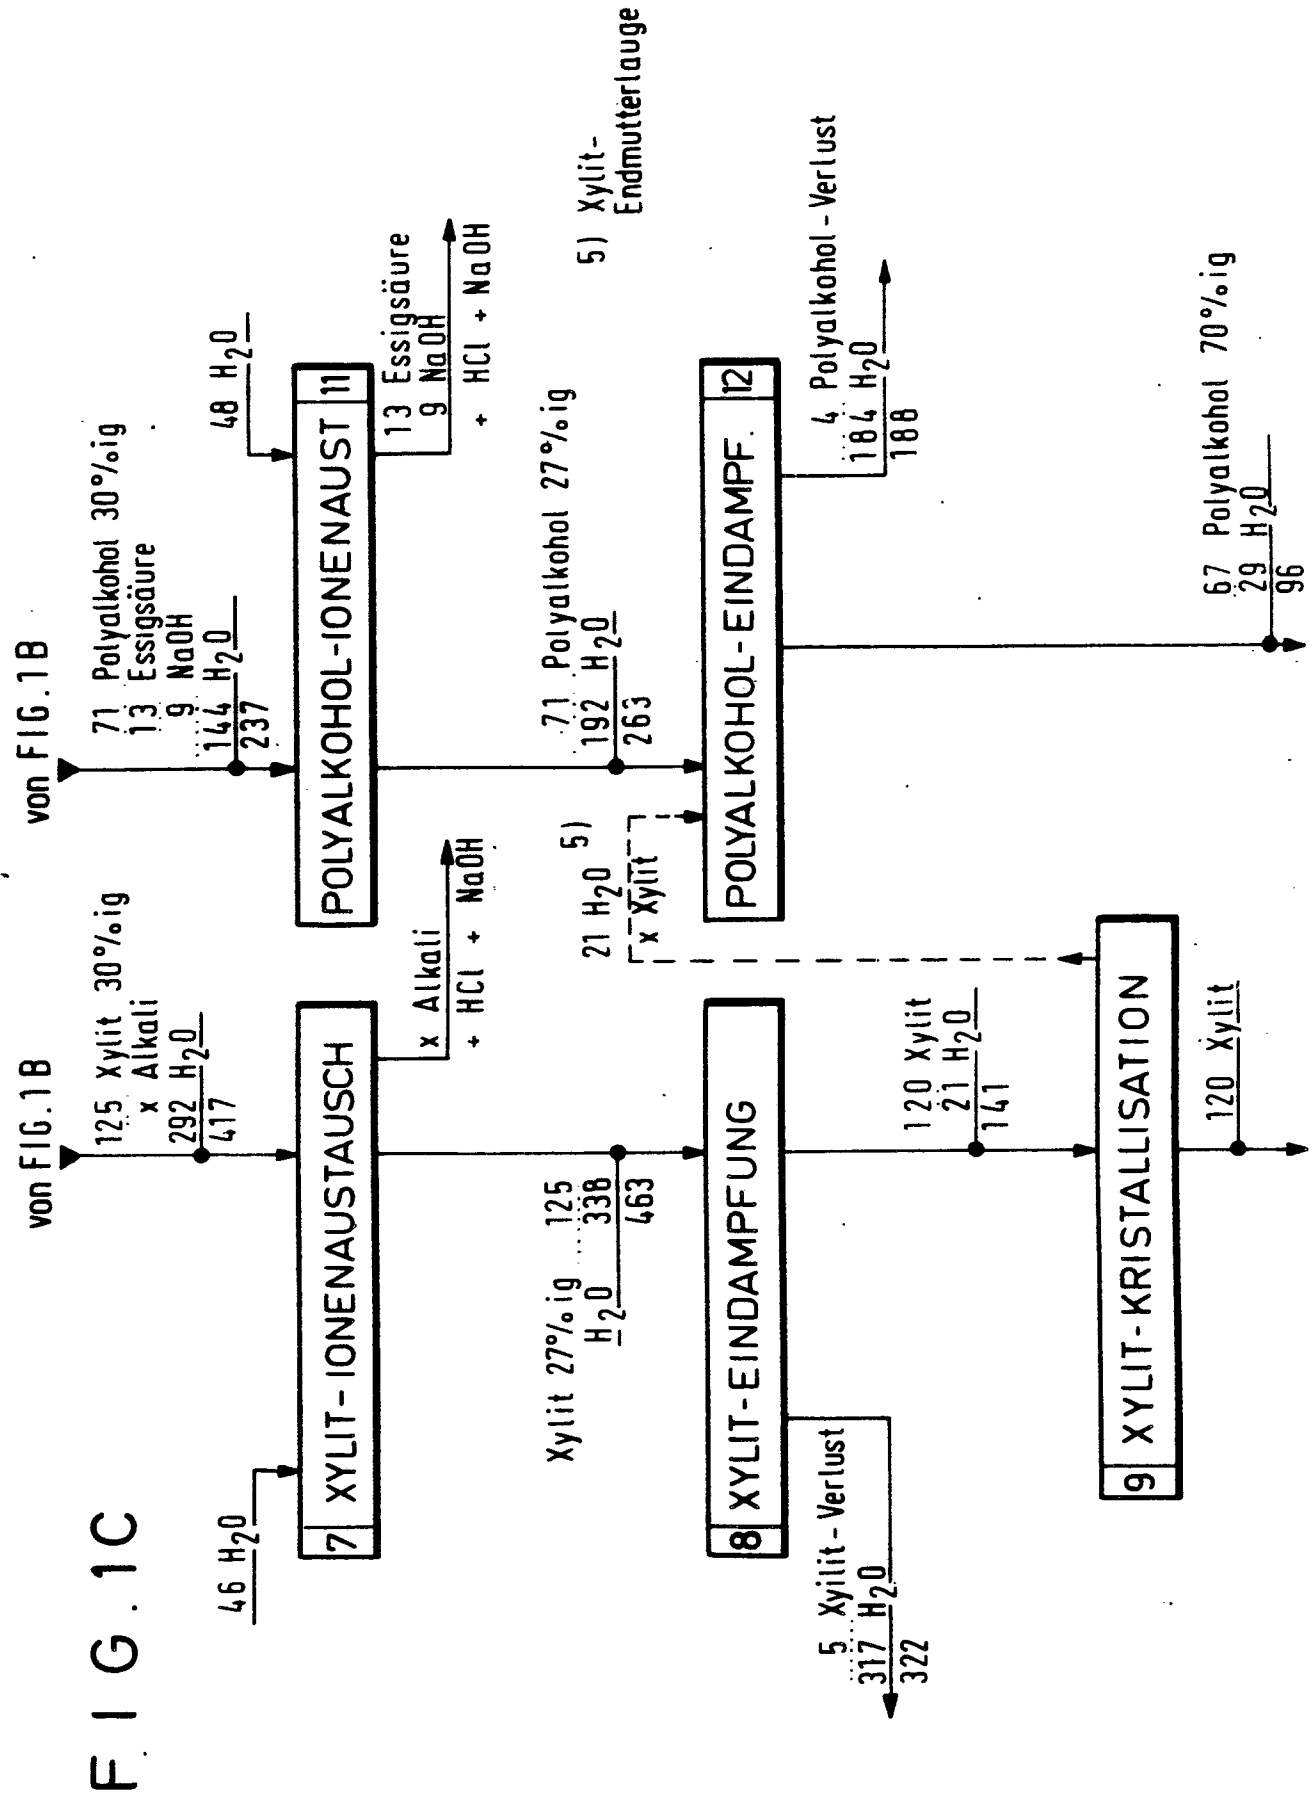 FIG.1C
von FIG.1B
125 Xylit 30%ig
x Alkali
292 H2O
417
46 H2O
7 XYLIT-IONENAUSTAUSCH
x Alkali
+ HCl + NaOH
Xylit 27%ig 125
H2O 338
463
8 XYLIT-EINDAMPFUNG
5 Xyilit-Verlust
317 H2O
322
120 Xylit
21 H2O
141
9 XYLIT-KRISTALLISATION
120 Xylit
21 H2O 5)
x Xylit
von FIG.1B
71 Polyalkohol 30%ig
13 Essigsäure
9 NaOH
144 H2O
237
48 H2O
POLYALKOHOL-IONENAUST 11
13 Essigsäure
9 NaOH
+ HCl + NaOH
71 Polyalkohol 27%ig
192 H2O
263
5) Xylit-
Endmutterlauge
POLYALKOHOL-EINDAMPF. 12
4 Polyalkohol-Verlust
184 H2O
188
67 Polyalkohol 70%ig
29 H2O
96